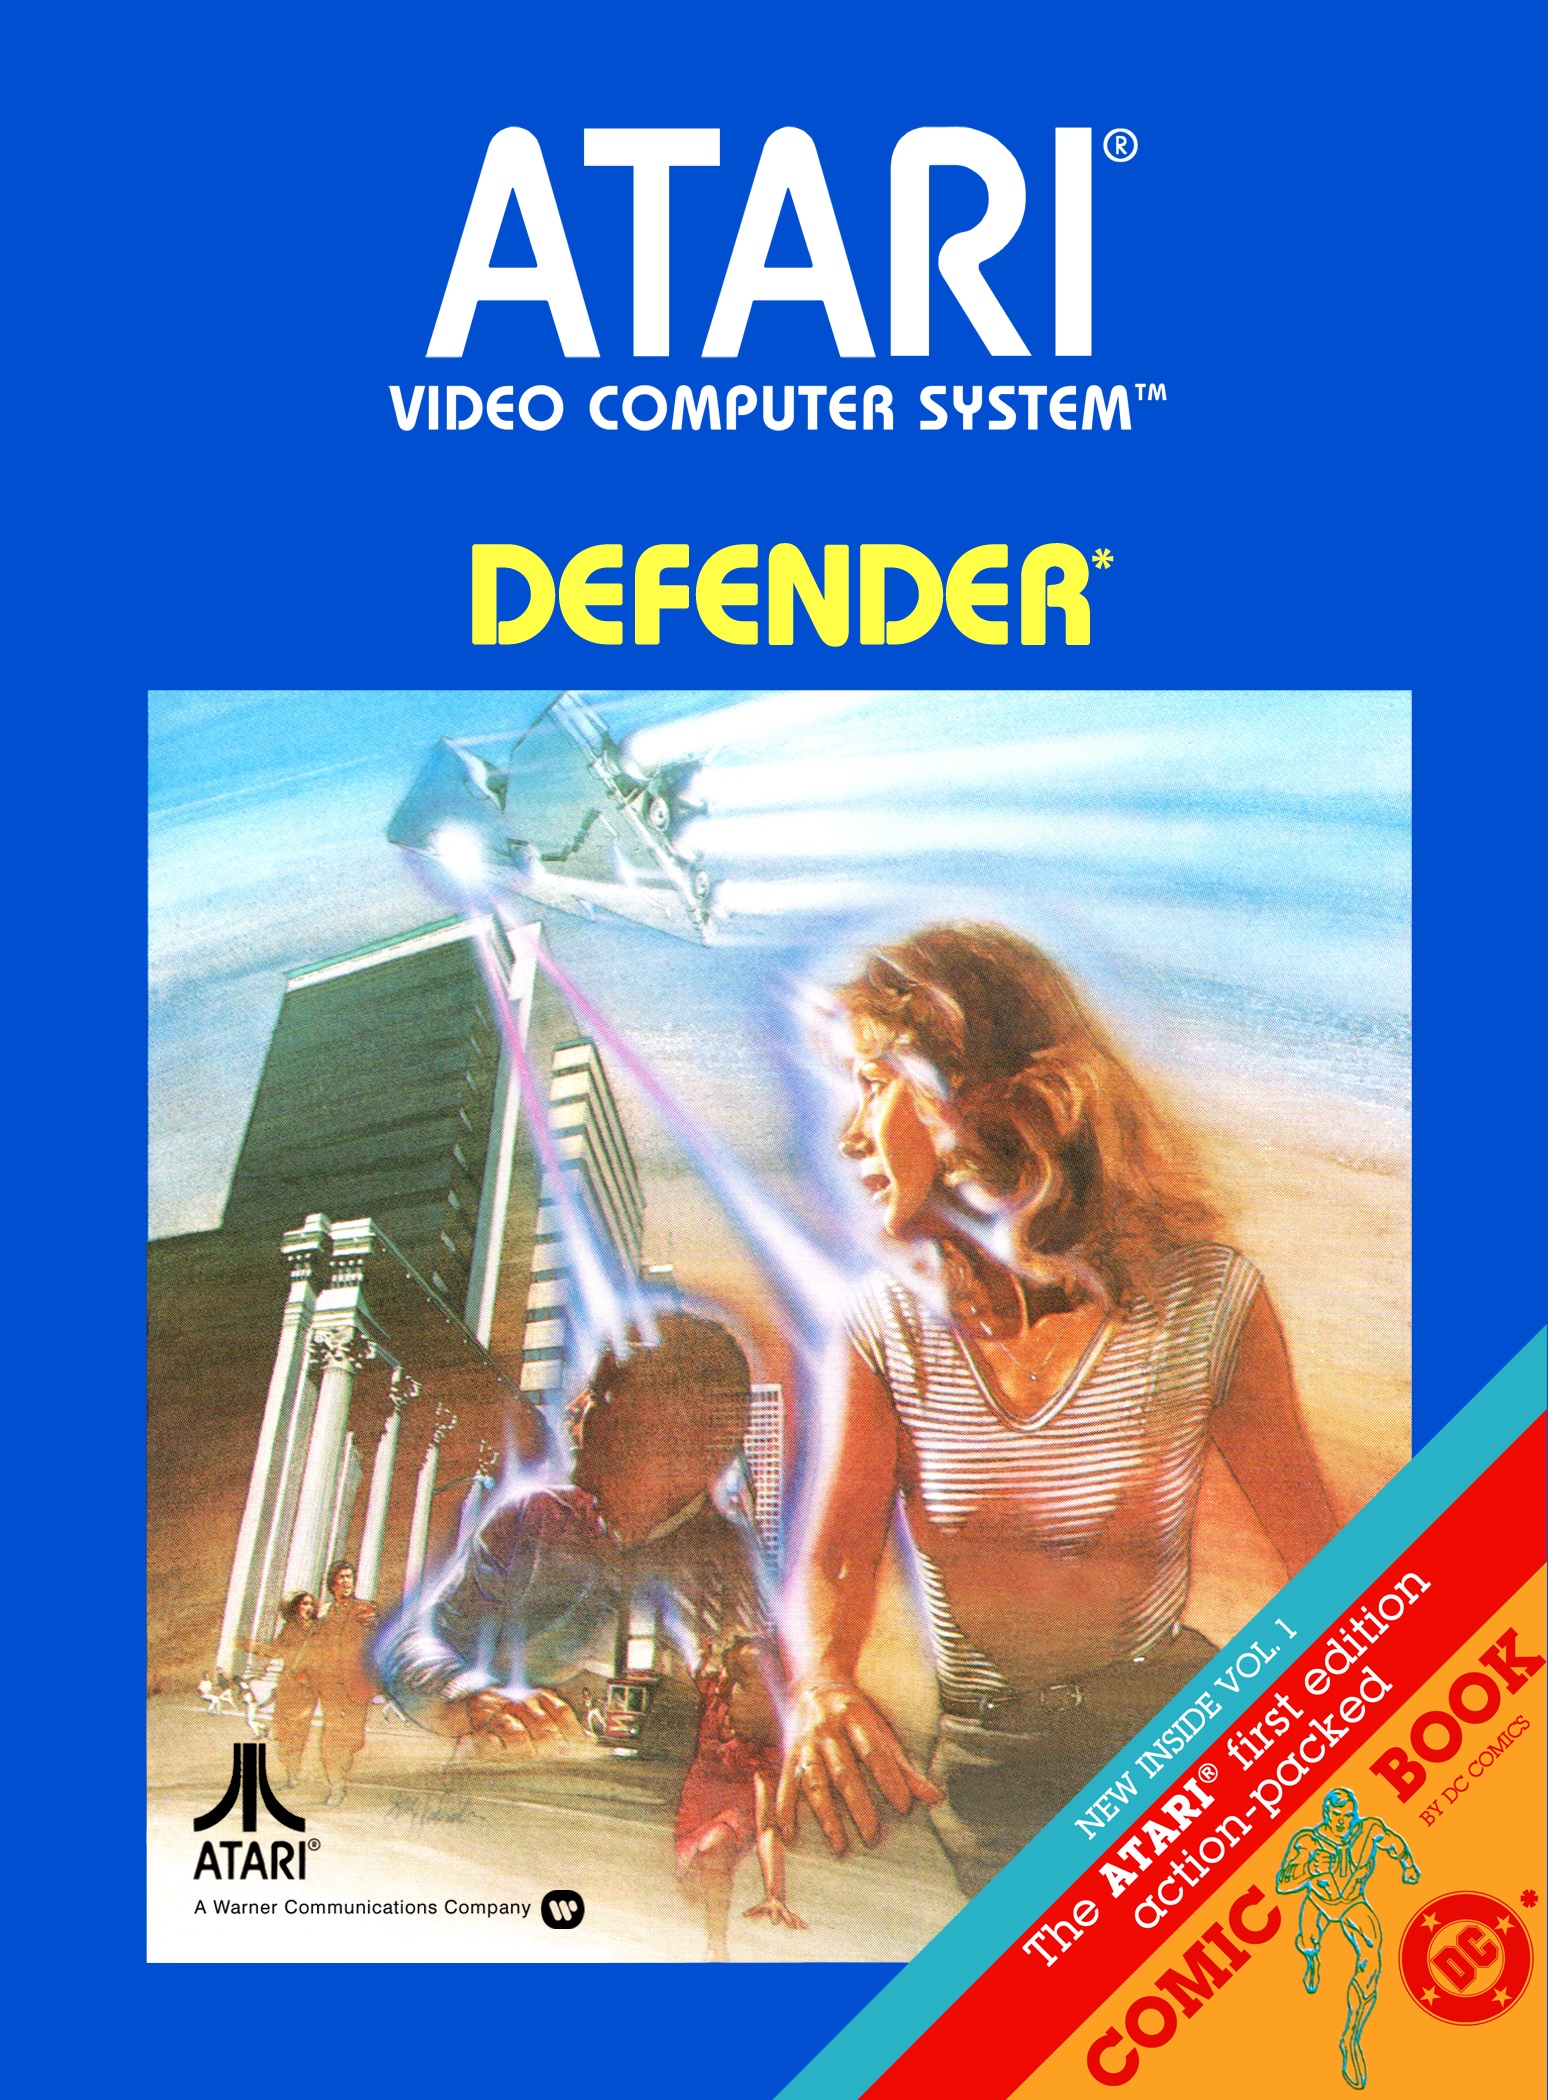 ATARI®
VIDEO COMPUTER SYSTEM™
DEFENDER*
NEW INSIDE VOL. 1
The ATARI® first edition
action-packed
COMIC BOOK
BY DC COMICS
DC*
ATARI®
A Warner Communications Company